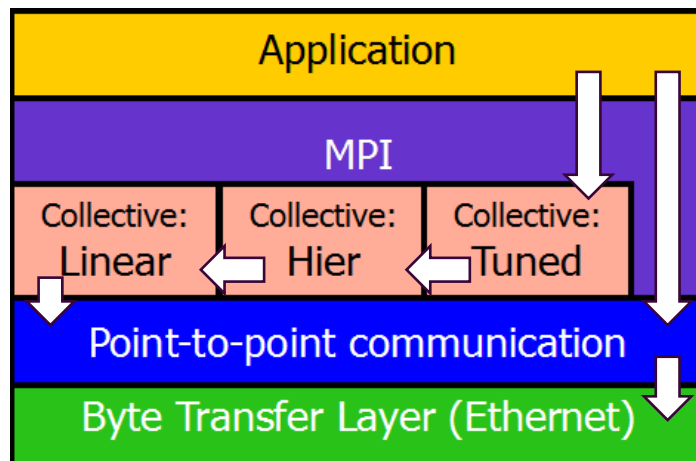 Application
MPI
Collective:
Linear
Collective:
Hier
Collective:
Tuned
Point-to-point communication
Byte Transfer Layer (Ethernet)